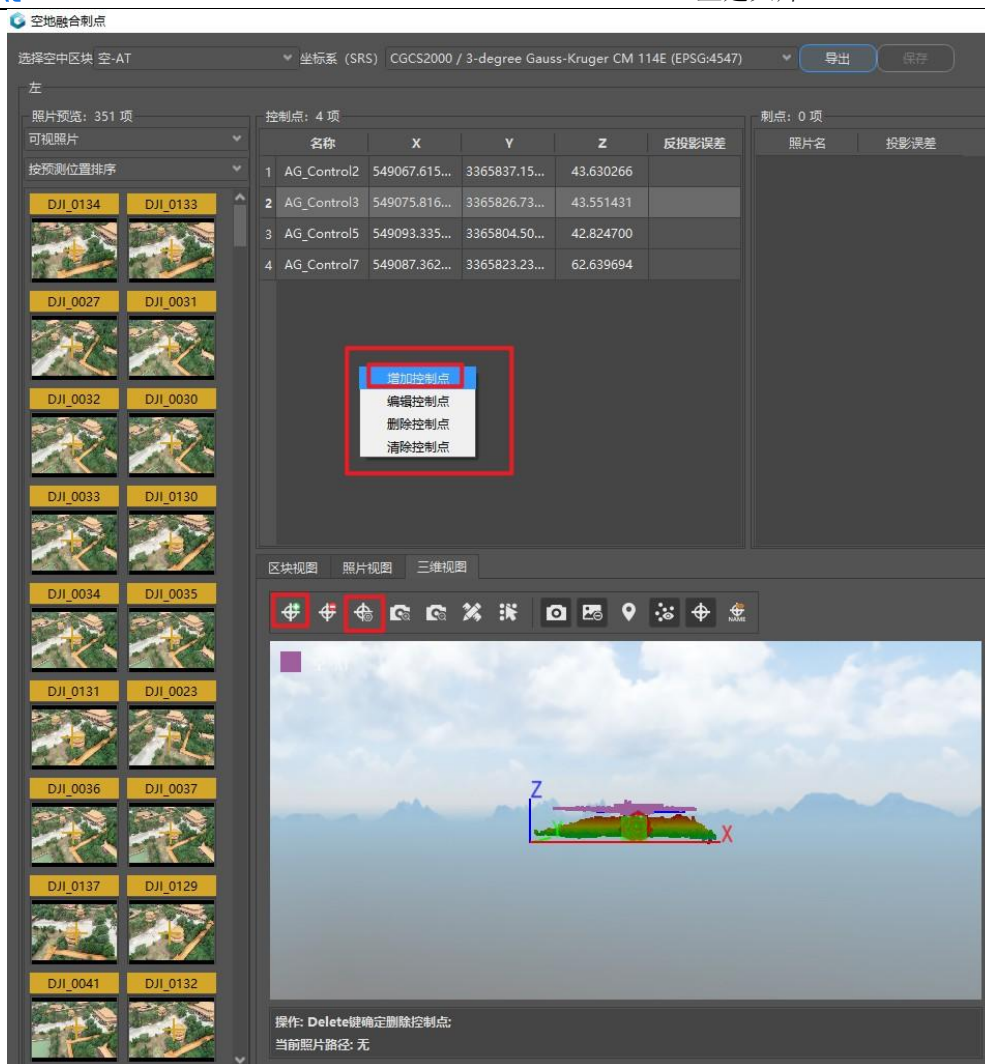 空地融合刺点
选择空中区块 空-AT 坐标系（SRS） CGCS2000 / 3-degree Gauss-Kruger CM 114E (EPSG:4547) 导出 保存
左
照片预览: 351 项
可视照片
按预测位置排序
DJI_0134 DJI_0133
DJI_0027 DJI_0031
DJI_0032 DJI_0030
DJI_0033 DJI_0130
DJI_0034 DJI_0035
DJI_0131 DJI_0023
DJI_0036 DJI_0037
DJI_0137 DJI_0129
DJI_0041 DJI_0132
控制点: 4 项
名称 X Y Z 反投影误差
1 AG_Control2 549067.615... 3365837.15... 43.630266
2 AG_Control3 549075.816... 3365826.73... 43.551431
3 AG_Control5 549093.335... 3365804.50... 42.824700
4 AG_Control7 549087.362... 3365823.23... 62.639694
增加控制点
编辑控制点
删除控制点
清除控制点
刺点: 0 项
照片名 投影误差
区块视图 照片视图 三维视图
NAME
Z
X
操作: Delete键确定删除控制点;
当前照片路径: 无